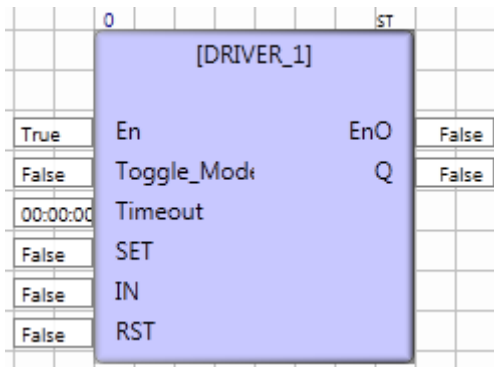 0 ST
[DRIVER_1]
True En EnO False
False Toggle_Mode Q False
00:00:00 Timeout
False SET
False IN
False RST